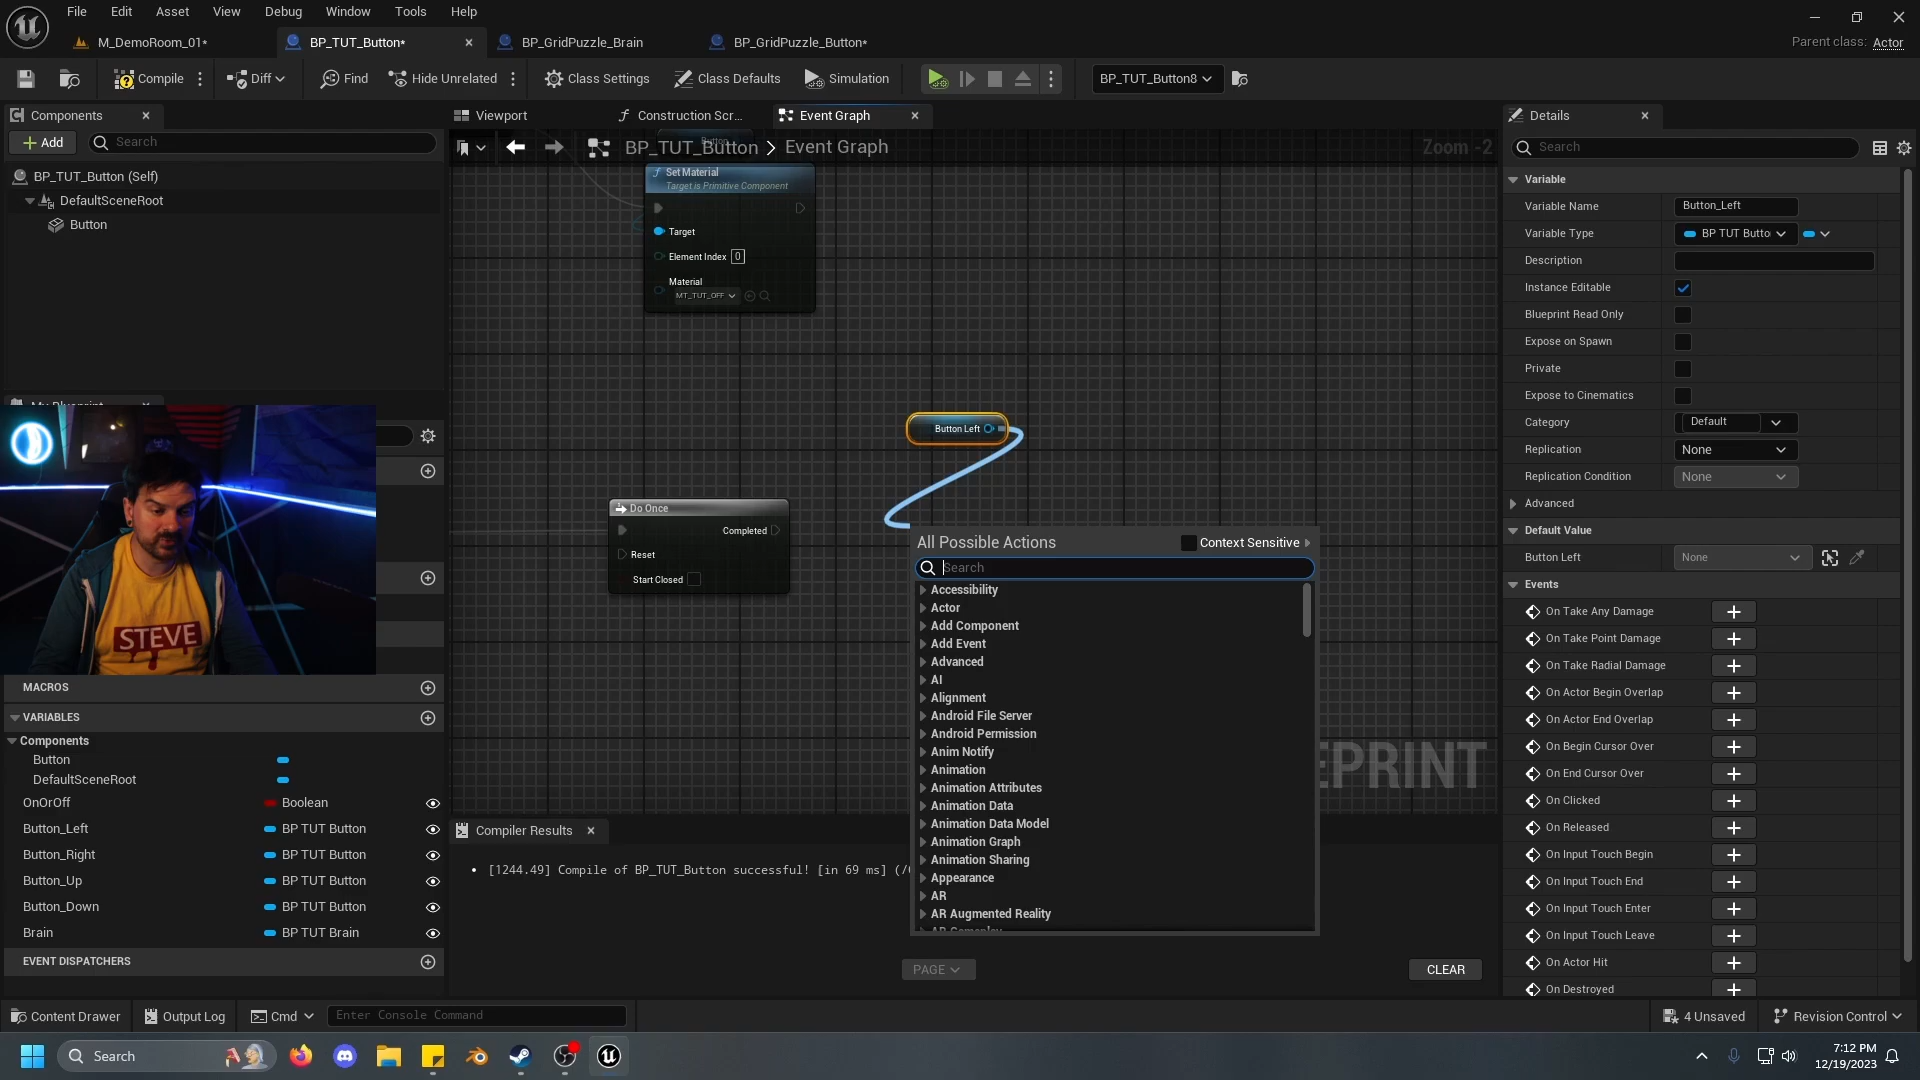 File Edit Asset View Debug Window Tools Help
M_DemoRoom_01* BP_TUT_Button* BP_GridPuzzle_Brain BP_GridPuzzle_Button*
Parent class: Actor
Compile Diff Find Hide Unrelated Class Settings Class Defaults Simulation BP_TUT_Button8
Components
Add Search
BP_TUT_Button (Self)
DefaultSceneRoot
Button
Viewport Construction Scr... Event Graph
BP_TUT_Button > Event Graph
Zoom -2
Set Material
Target is Primitive Component
Target
Element Index 0
Material
MT_TUT_OFF
Button Left
Do Once
Completed
Reset
Start Closed
All Possible Actions Context Sensitive
Search
Accessibility
Actor
Add Component
Add Event
Advanced
AI
Alignment
Android File Server
Android Permission
Anim Notify
Animation
Animation Attributes
Animation Data
Animation Data Model
Animation Graph
Animation Sharing
Appearance
AR
AR Augmented Reality
AR Gameplay
STEVE
MACROS
VARIABLES
Components
Button
DefaultSceneRoot
OnOrOff Boolean
Button_Left BP TUT Button
Button_Right BP TUT Button
Button_Up BP TUT Button
Button_Down BP TUT Button
Brain BP TUT Brain
EVENT DISPATCHERS
Compiler Results
[1244.49] Compile of BP_TUT_Button successful! [in 69 ms]
PAGE CLEAR
Details
Search
Variable
Variable Name Button_Left
Variable Type BP TUT Butto
Description
Instance Editable
Blueprint Read Only
Expose on Spawn
Private
Expose to Cinematics
Category Default
Replication None
Replication Condition None
Advanced
Default Value
Button Left None
Events
On Take Any Damage
On Take Point Damage
On Take Radial Damage
On Actor Begin Overlap
On Actor End Overlap
On Begin Cursor Over
On End Cursor Over
On Clicked
On Released
On Input Touch Begin
On Input Touch End
On Input Touch Enter
On Input Touch Leave
On Actor Hit
On Destroyed
Content Drawer Output Log Cmd Enter Console Command 4 Unsaved Revision Control
Search
7:12 PM
12/19/2023